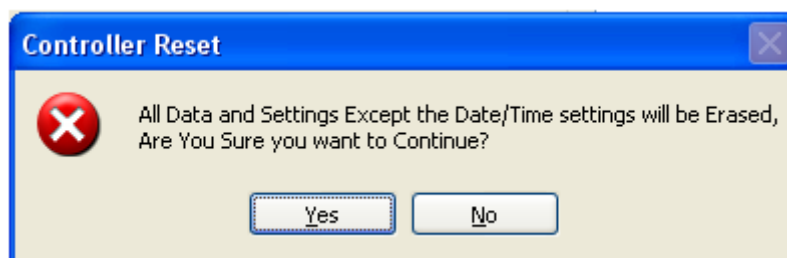 Controller Reset
All Data and Settings Except the Date/Time settings will be Erased,
Are You Sure you want to Continue?
Yes
No